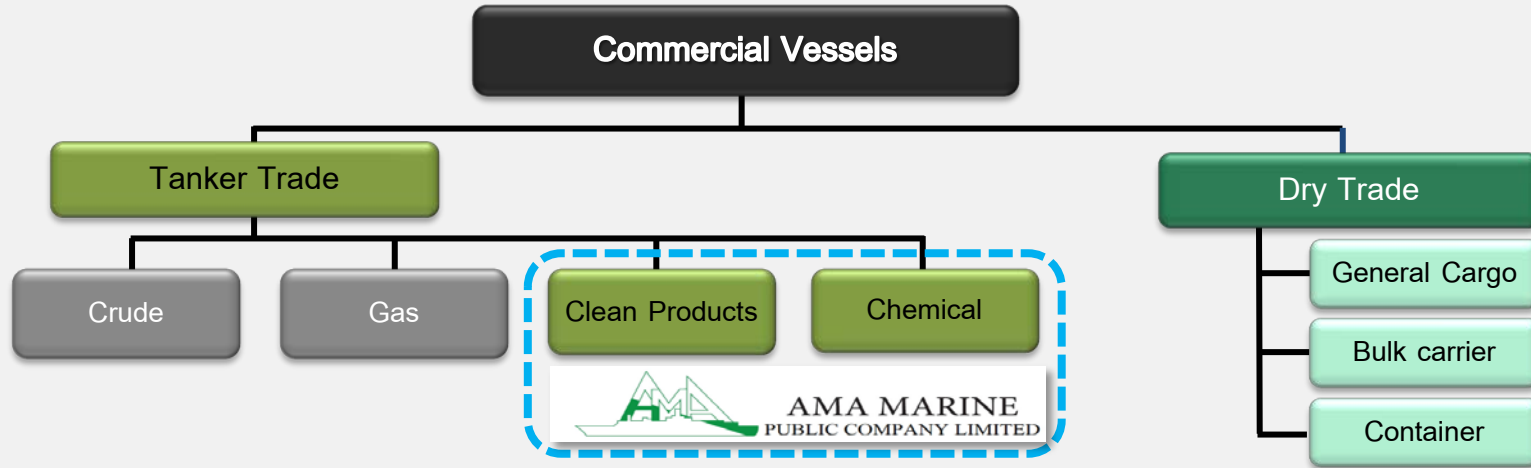 Commercial Vessels
Tanker Trade
Dry Trade
Crude
Gas
Clean Products
Chemical
General Cargo
Bulk carrier
Container
AMA
AMA MARINE
PUBLIC COMPANY LIMITED